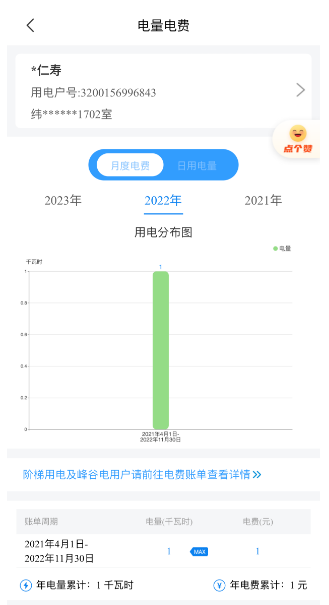 电量电费
*仁寿
用电户号:3200156996843
纬******1702室
点个赞
月度电费 日用电量
2023年 2022年 2021年
用电分布图
电量
千瓦时
1
1
0.8
0.6
0.4
0.2
0
2021年4月1日-
2022年11月30日
阶梯用电及峰谷电用户请前往电费账单查看详情
账单周期 电量(千瓦时) 电费(元)
2021年4月1日-
2022年11月30日 1 MAX 1
年电量累计：1 千瓦时 年电费累计：1 元